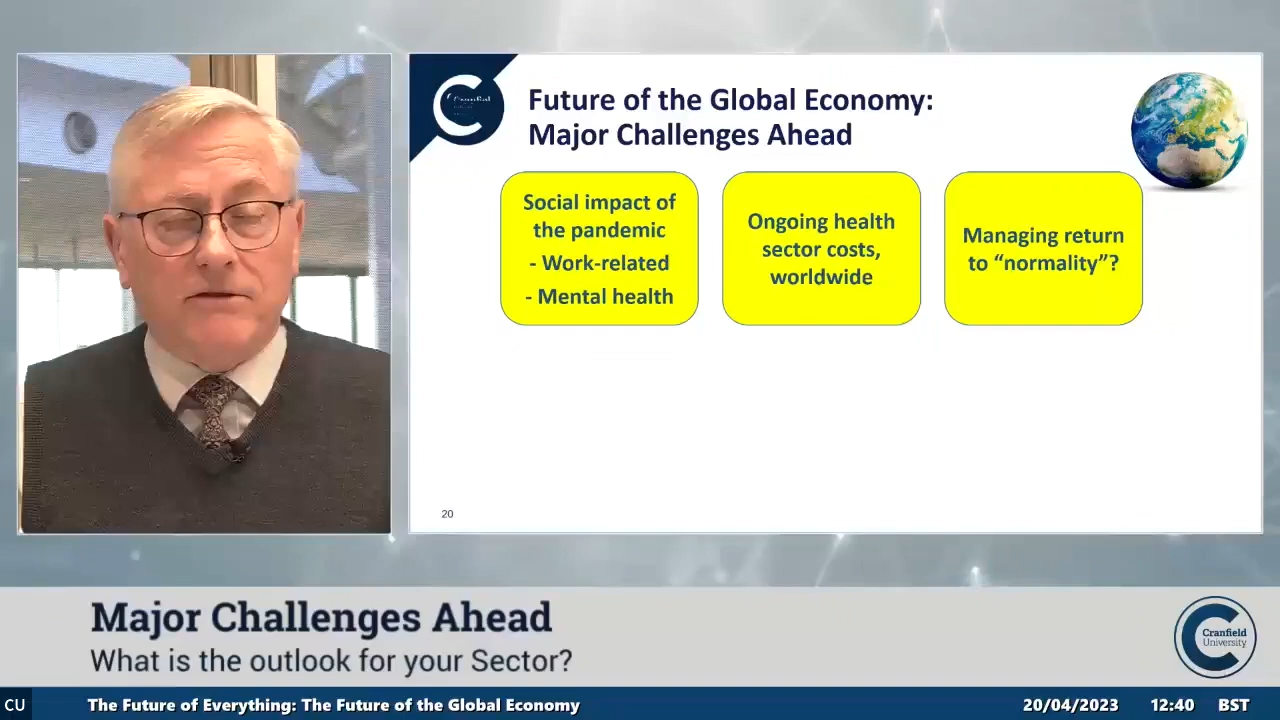 Cranfield
Future of the Global Economy:
Major Challenges Ahead
Social impact of
the pandemic
- Work-related
- Mental health
Ongoing health
sector costs,
worldwide
Managing return
to “normality”?
20
Major Challenges Ahead
What is the outlook for your Sector?
Cranfield
University
CU
The Future of Everything: The Future of the Global Economy
20/04/2023 12:40 BST